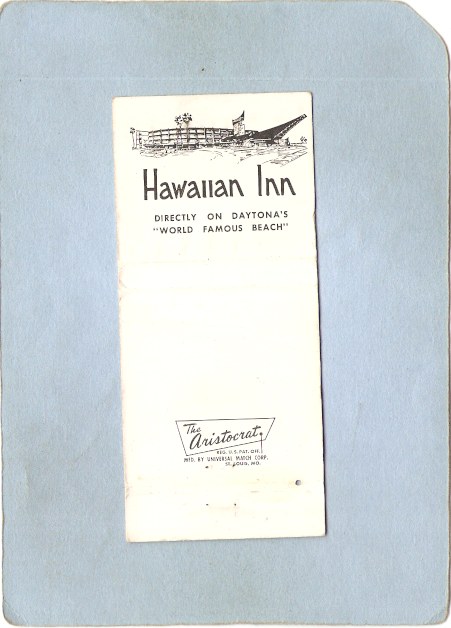 Hawaiian Inn
DIRECTLY ON DAYTONA'S
"WORLD FAMOUS BEACH"
The
Aristocrat
REG. U.S. PAT. OFF.
MFD. BY UNIVERSAL MATCH CORP.
ST. LOUIS, MO.